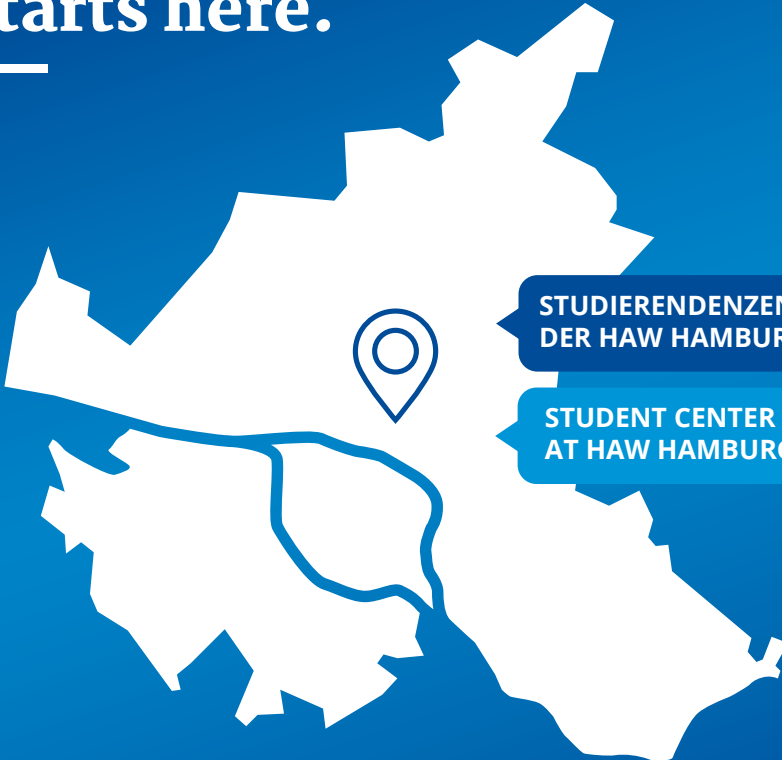 tarts here.
STUDIERENDENZEN
DER HAW HAMBUR
STUDENT CENTER
AT HAW HAMBUR